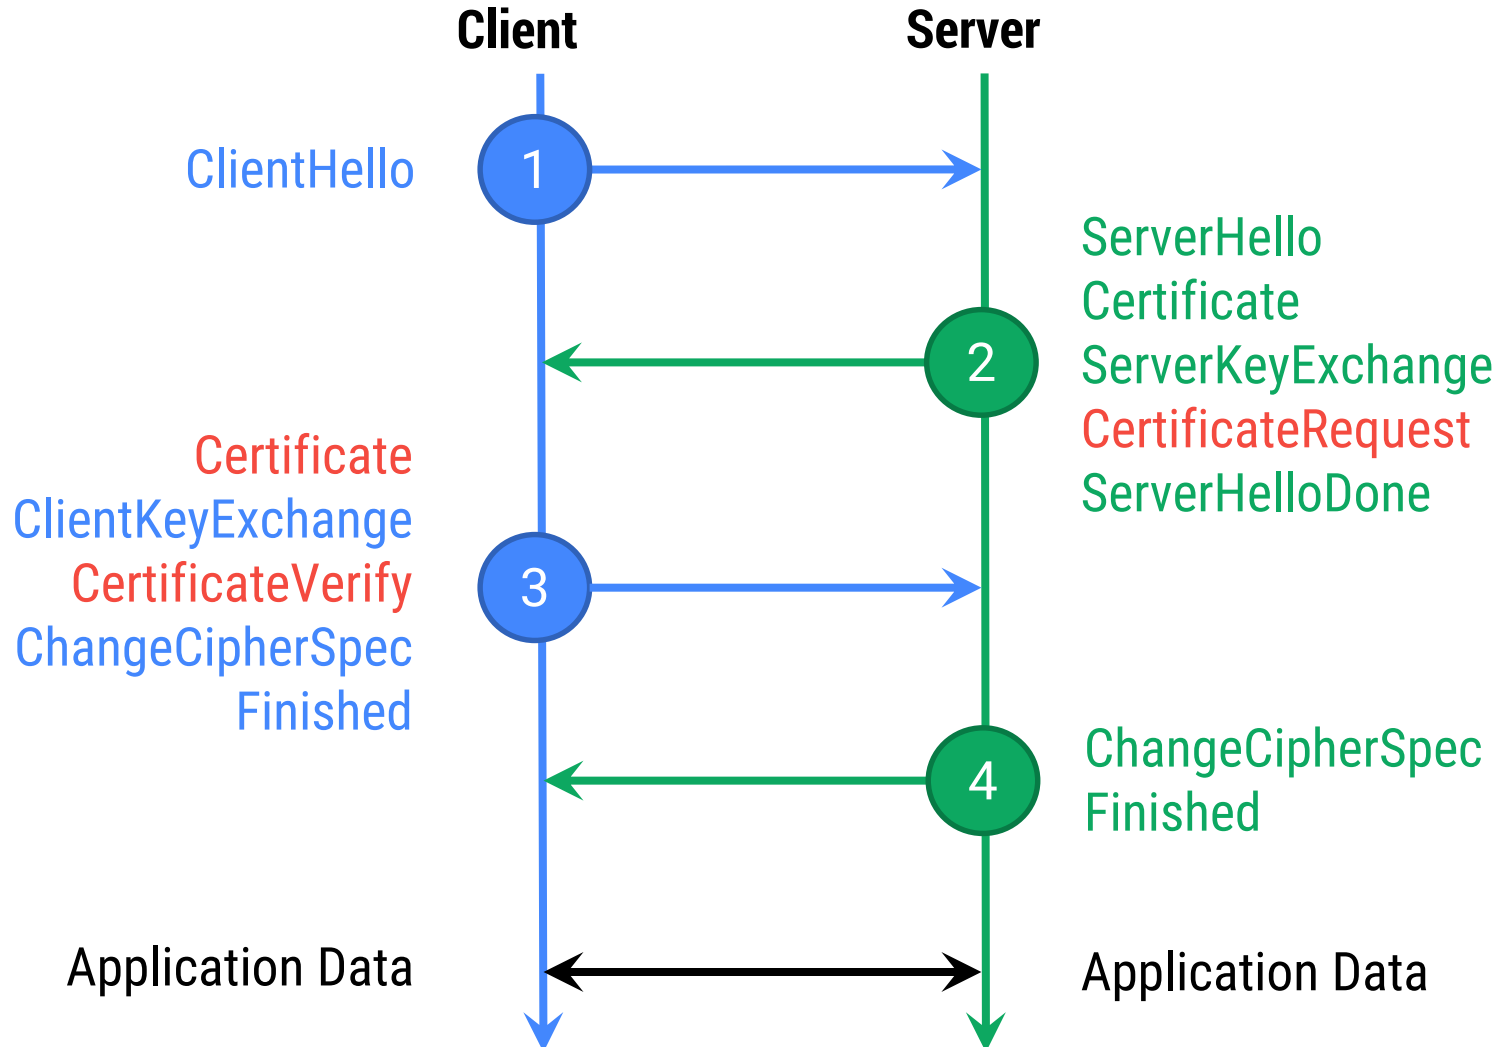 Client
Server
ClientHello
1
ServerHello
Certificate
2
ServerKeyExchange
CertificateRequest
ServerHelloDone
Certificate
ClientKeyExchange
CertificateVerify
3
ChangeCipherSpec
Finished
4
ChangeCipherSpec
Finished
Application Data
Application Data